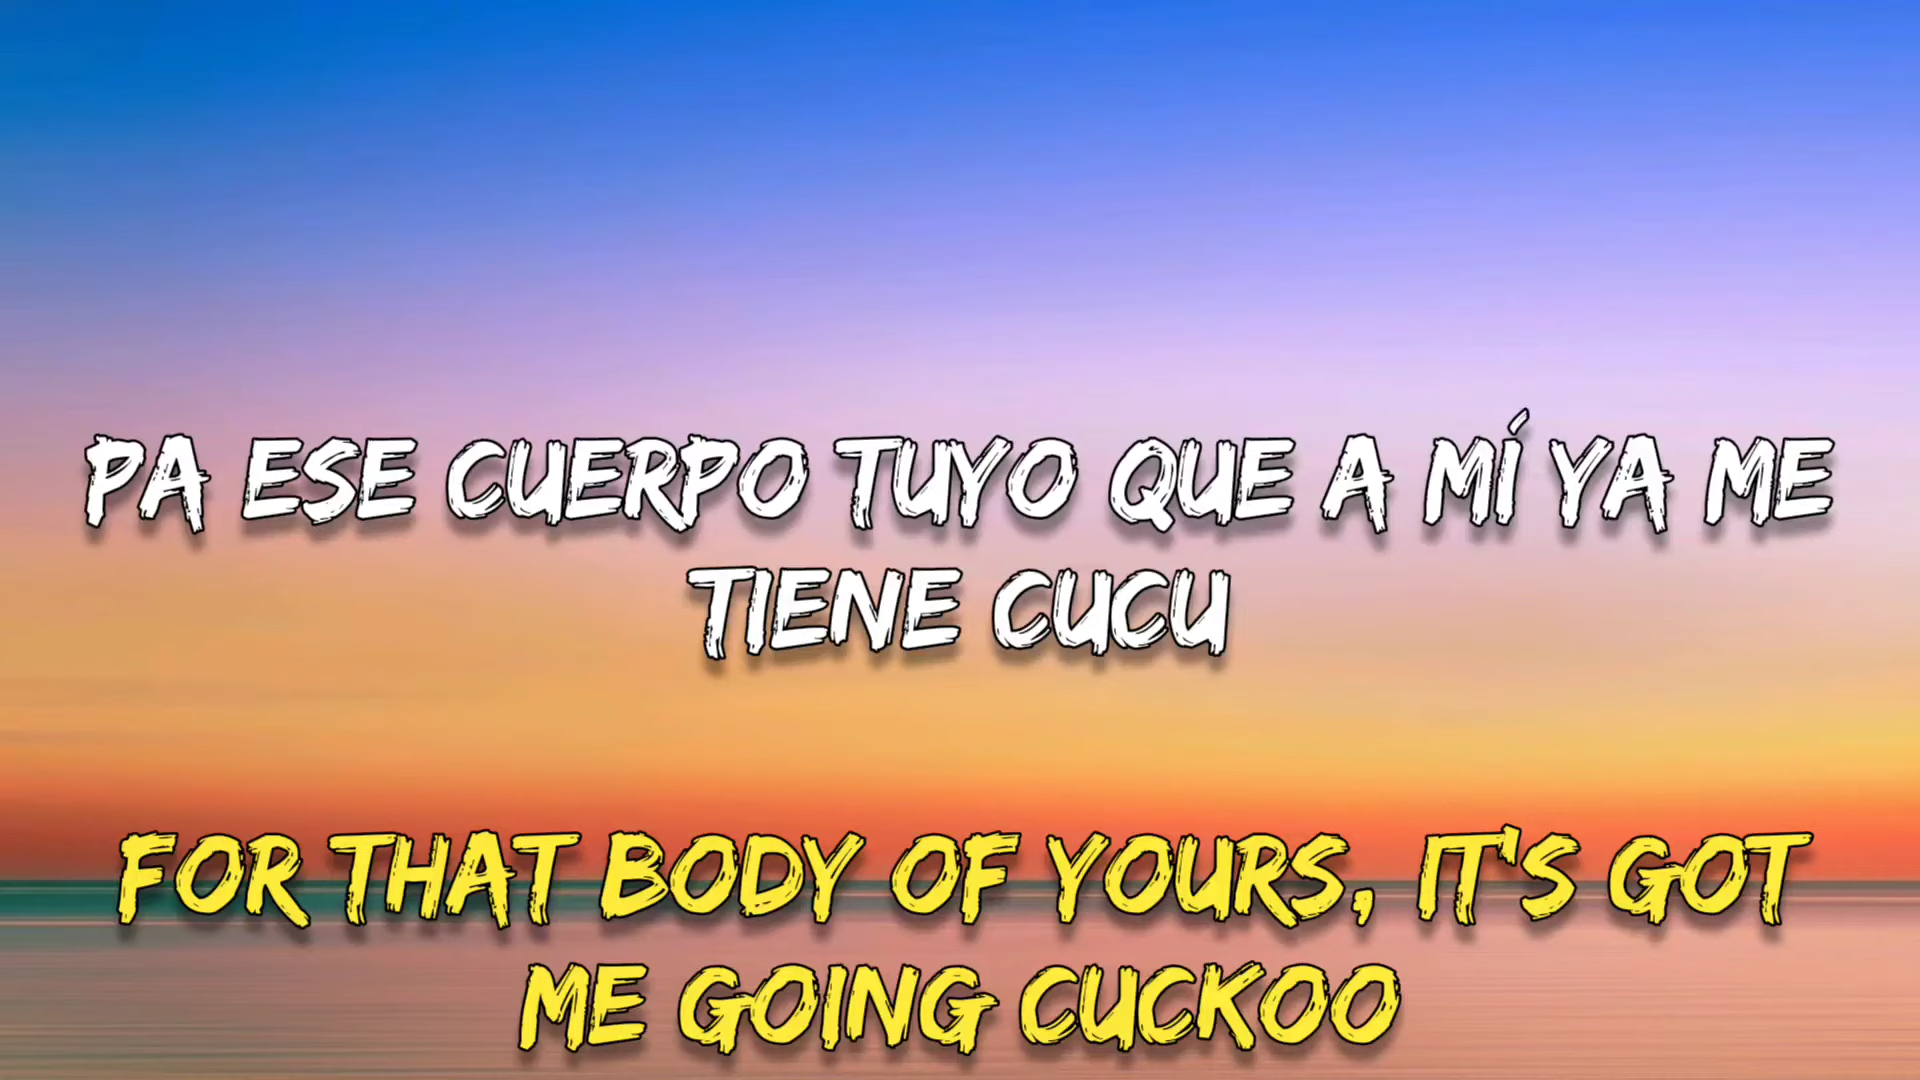 PA ESE CUERPO TUYO QUE A MÍ YA ME
TIENE CUCU
FOR THAT BODY OF YOURS, IT'S GOT
ME GOING CUCKOO